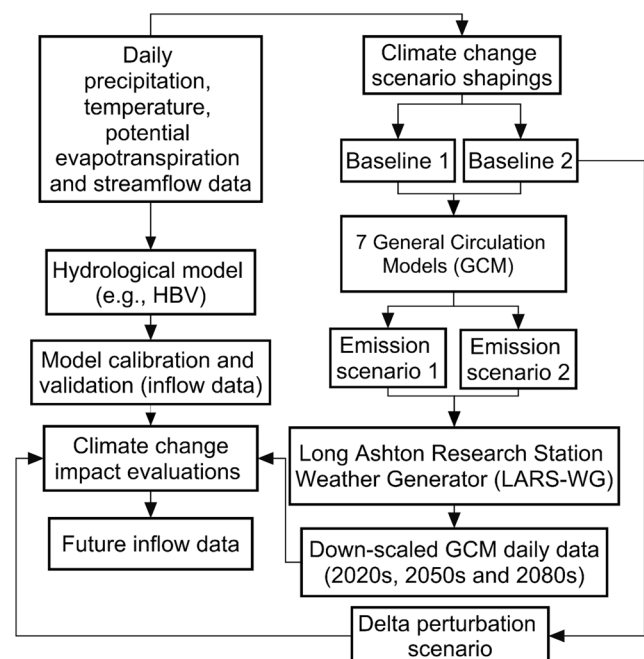 Daily
precipitation,
temperature,
potential
evapotranspiration
and streamflow data
Climate change
scenario shapings
Baseline 1
Baseline 2
7 General Circulation
Models (GCM)
Hydrological model
(e.g., HBV)
Emission
scenario 1
Emission
scenario 2
Model calibration and
validation (inflow data)
Climate change
impact evaluations
Long Ashton Research Station
Weather Generator (LARS-WG)
Future inflow data
Down-scaled GCM daily data
(2020s, 2050s and 2080s)
Delta perturbation
scenario